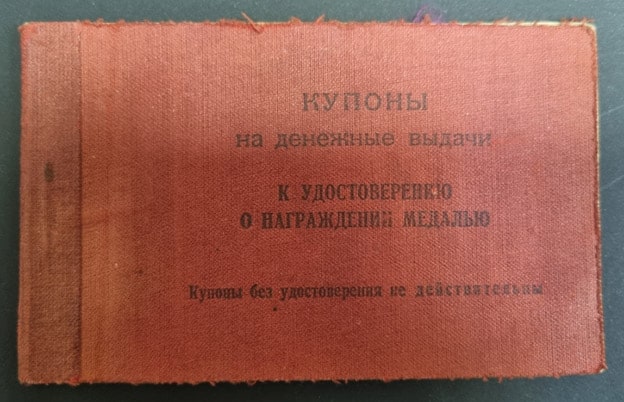 КУПОНЫ
на денежные выдачи
К УДОСТОВЕРЕНИЮ
О НАГРАЖДЕНИИ МЕДАЛЬЮ
Купоны без удостоверения не действительны